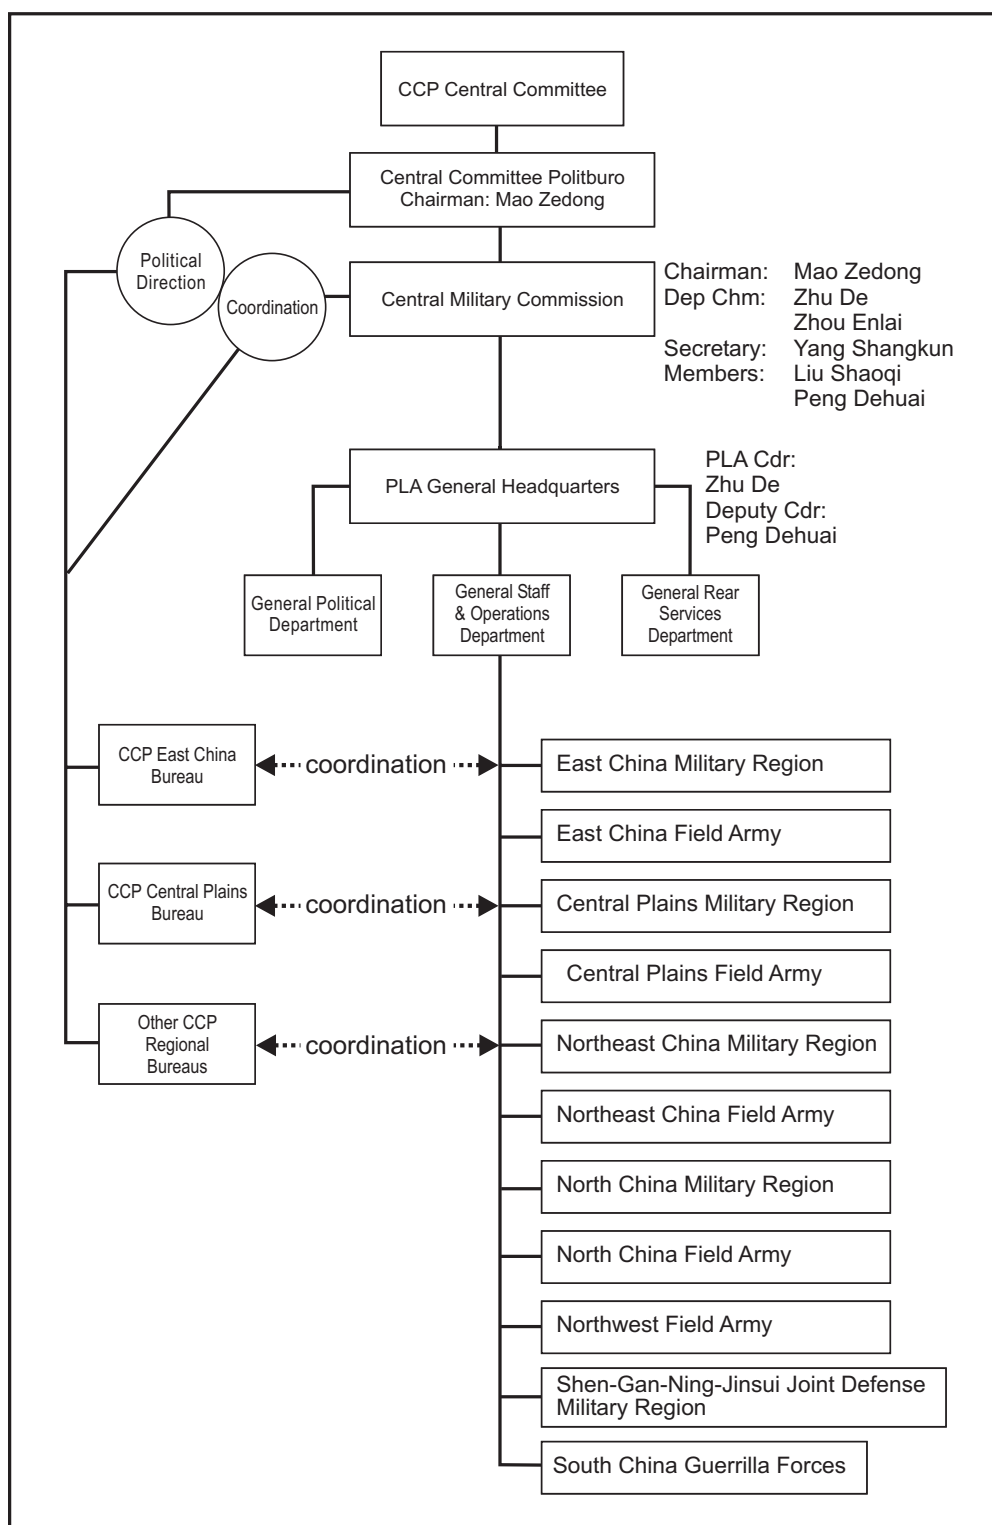 CCP Central Committee
Central Committee Politburo
Chairman: Mao Zedong
Political
Direction
Coordination
Central Military Commission
Chairman: Mao Zedong
Dep Chm: Zhu De
Zhou Enlai
Secretary: Yang Shangkun
Members: Liu Shaoqi
Peng Dehuai
PLA General Headquarters
PLA Cdr:
Zhu De
Deputy Cdr:
Peng Dehuai
General Political
Department
General Staff
& Operations
Department
General Rear
Services
Department
CCP East China
Bureau
coordination
East China Military Region
East China Field Army
CCP Central Plains
Bureau
coordination
Central Plains Military Region
Central Plains Field Army
Other CCP
Regional
Bureaus
coordination
Northeast China Military Region
Northeast China Field Army
North China Military Region
North China Field Army
Northwest Field Army
Shen-Gan-Ning-Jinsui Joint Defense
Military Region
South China Guerrilla Forces